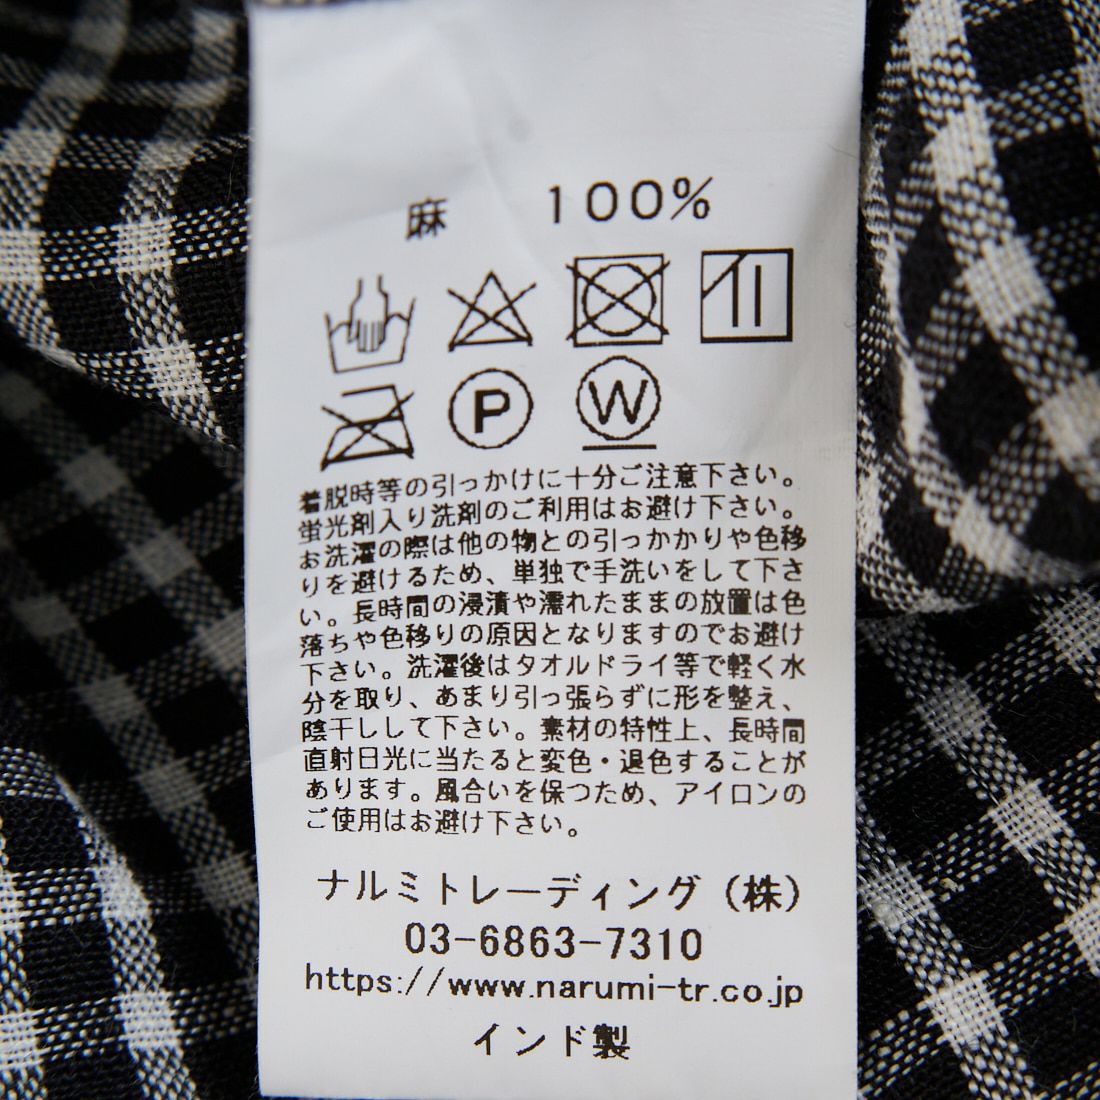 麻 100%
P W
着脱時等の引っかけに十分ご注意下さい。
蛍光剤入り洗剤のご利用はお避け下さい。
お洗濯の際は他の物との引っかかりや色移
りを避けるため、単独で手洗いをして下さ
い。長時間の浸漬や濡れたままの放置は色
落ちや色移りの原因となりますのでお避け
下さい。洗濯後はタオルドライ等で軽く水
分を取り、あまり引っ張らずに形を整え、
陰干しして下さい。素材の特性上、長時間
直射日光に当たると変色・退色することが
あります。風合いを保つため、アイロンの
ご使用はお避け下さい。
ナルミトレーディング（株）
03-6863-7310
https://www.narumi-tr.co.jp
インド製